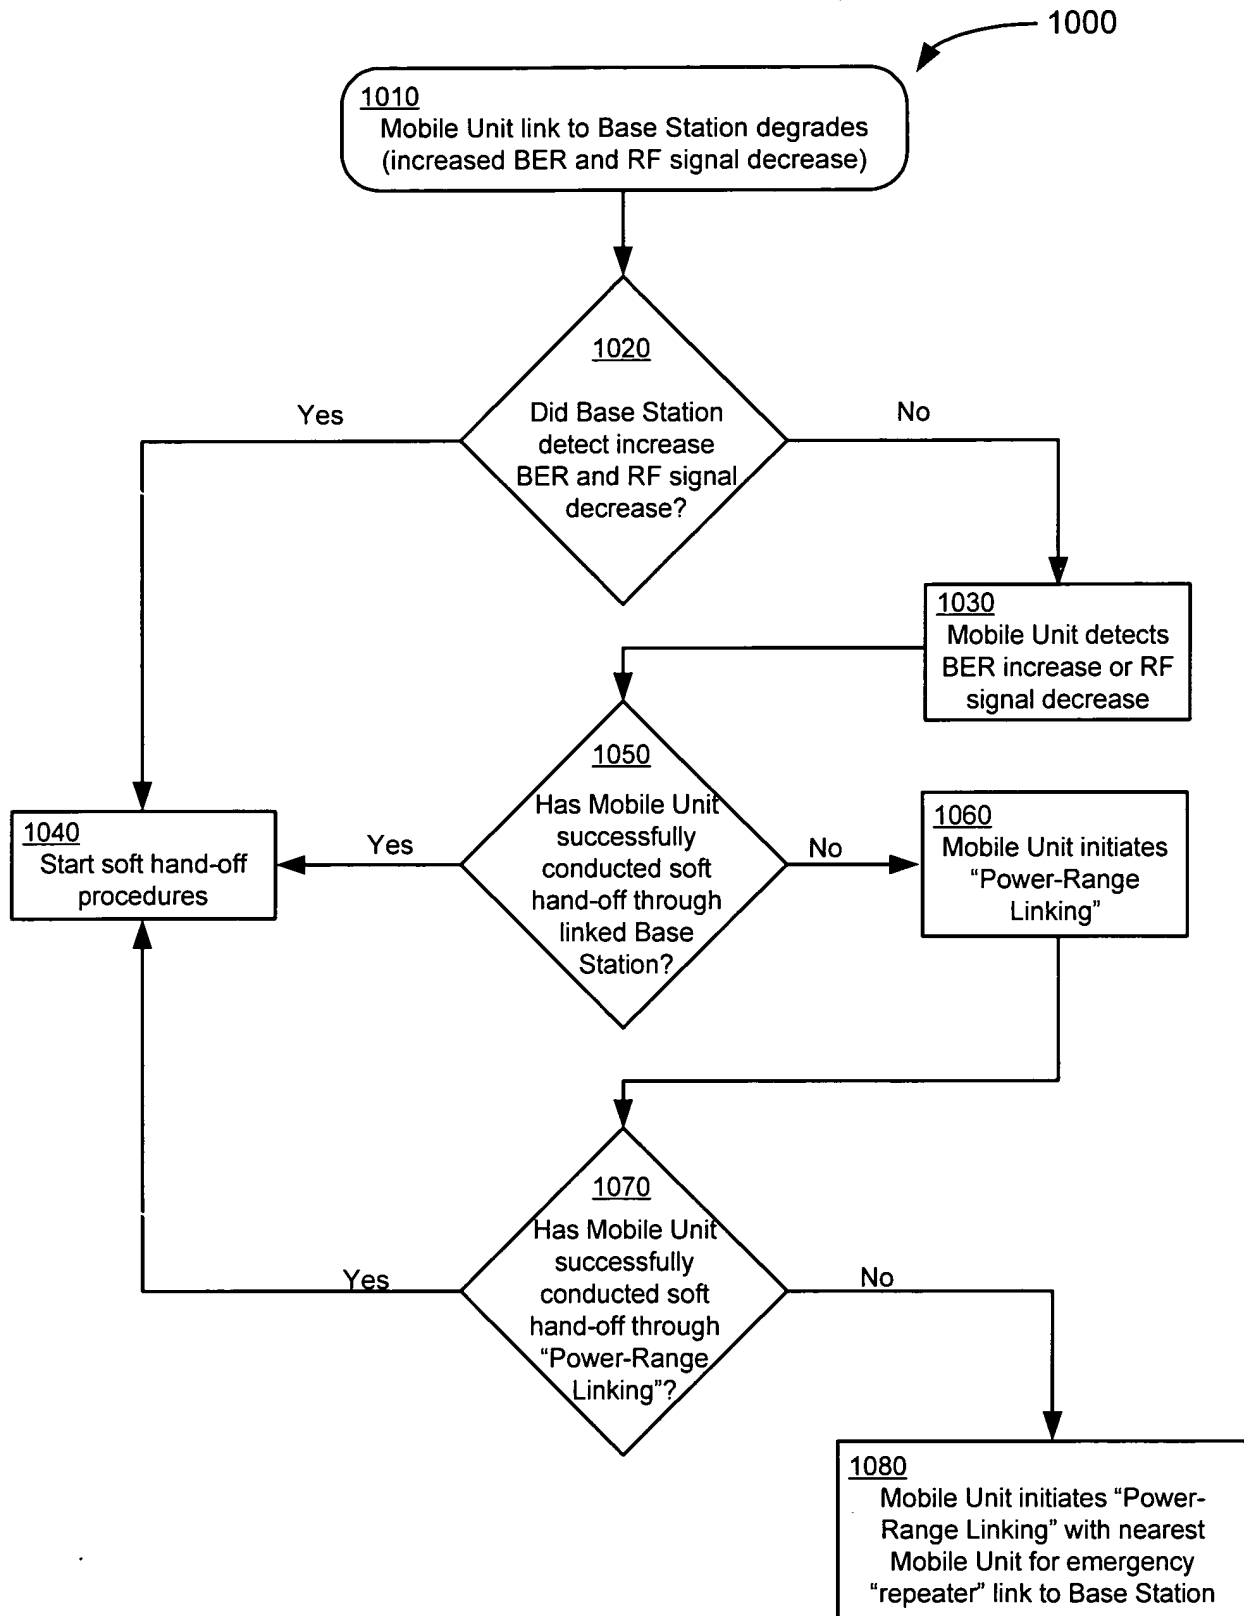 1000
1010
Mobile Unit link to Base Station degrades
(increased BER and RF signal decrease)
1020
Did Base Station
detect increase
BER and RF signal
decrease?
Yes
No
1030
Mobile Unit detects
BER increase or RF
signal decrease
1040
Start soft hand-off
procedures
1050
Has Mobile Unit
successfully
conducted soft
hand-off through
linked Base
Station?
Yes
No
1060
Mobile Unit initiates
“Power-Range
Linking”
1070
Has Mobile Unit
successfully
conducted soft
hand-off through
“Power-Range
Linking”?
Yes
No
1080
Mobile Unit initiates “Power-
Range Linking” with nearest
Mobile Unit for emergency
“repeater” link to Base Station